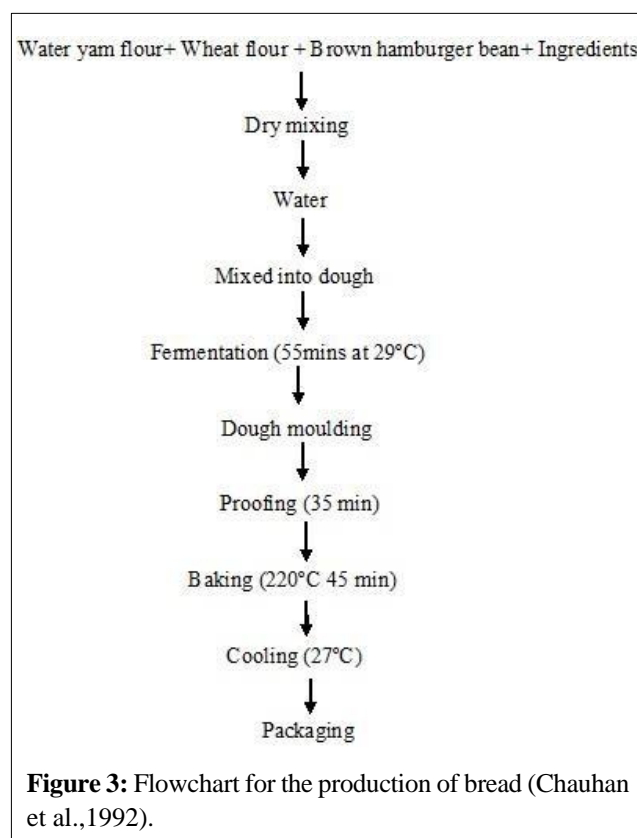 Water yam flour+ Wheat flour + Brown hamburger bean+ Ingredients
Dry mixing
Water
Mixed into dough
Fermentation (55mins at 29°C)
Dough moulding
Proofing (35 min)
Baking (220°C 45 min)
Cooling (27°C)
Packaging
Figure 3: Flowchart for the production of bread (Chauhan
et al.,1992).